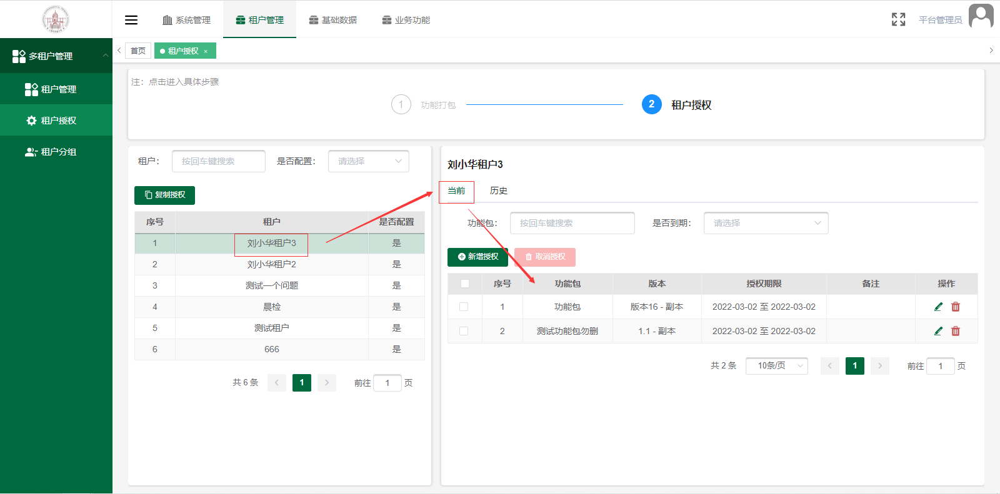 系统管理
租户管理
基础数据
业务功能
平台管理员
多租户管理
租户管理
租户授权
租户分组
首页
租户授权 ×
注：点击进入具体步骤
1 功能打包
2 租户授权
租户：
按回车键搜索
是否配置：
请选择
复制授权
序号 租户 是否配置
1 刘小华租户3 是
2 刘小华租户2 是
3 测试一个问题 是
4 晨检 是
5 测试租户 是
6 666 是
共 6 条 1 前往 1 页
刘小华租户3
当前 历史
功能包：
按回车键搜索
是否到期：
请选择
新增授权
取消授权
序号 功能包 版本 授权期限 备注 操作
1 功能包 版本16 - 副本 2022-03-02 至 2022-03-02
2 测试功能包勿删 1.1 - 副本 2022-03-02 至 2022-03-02
共 2 条 10条/页 1 前往 1 页